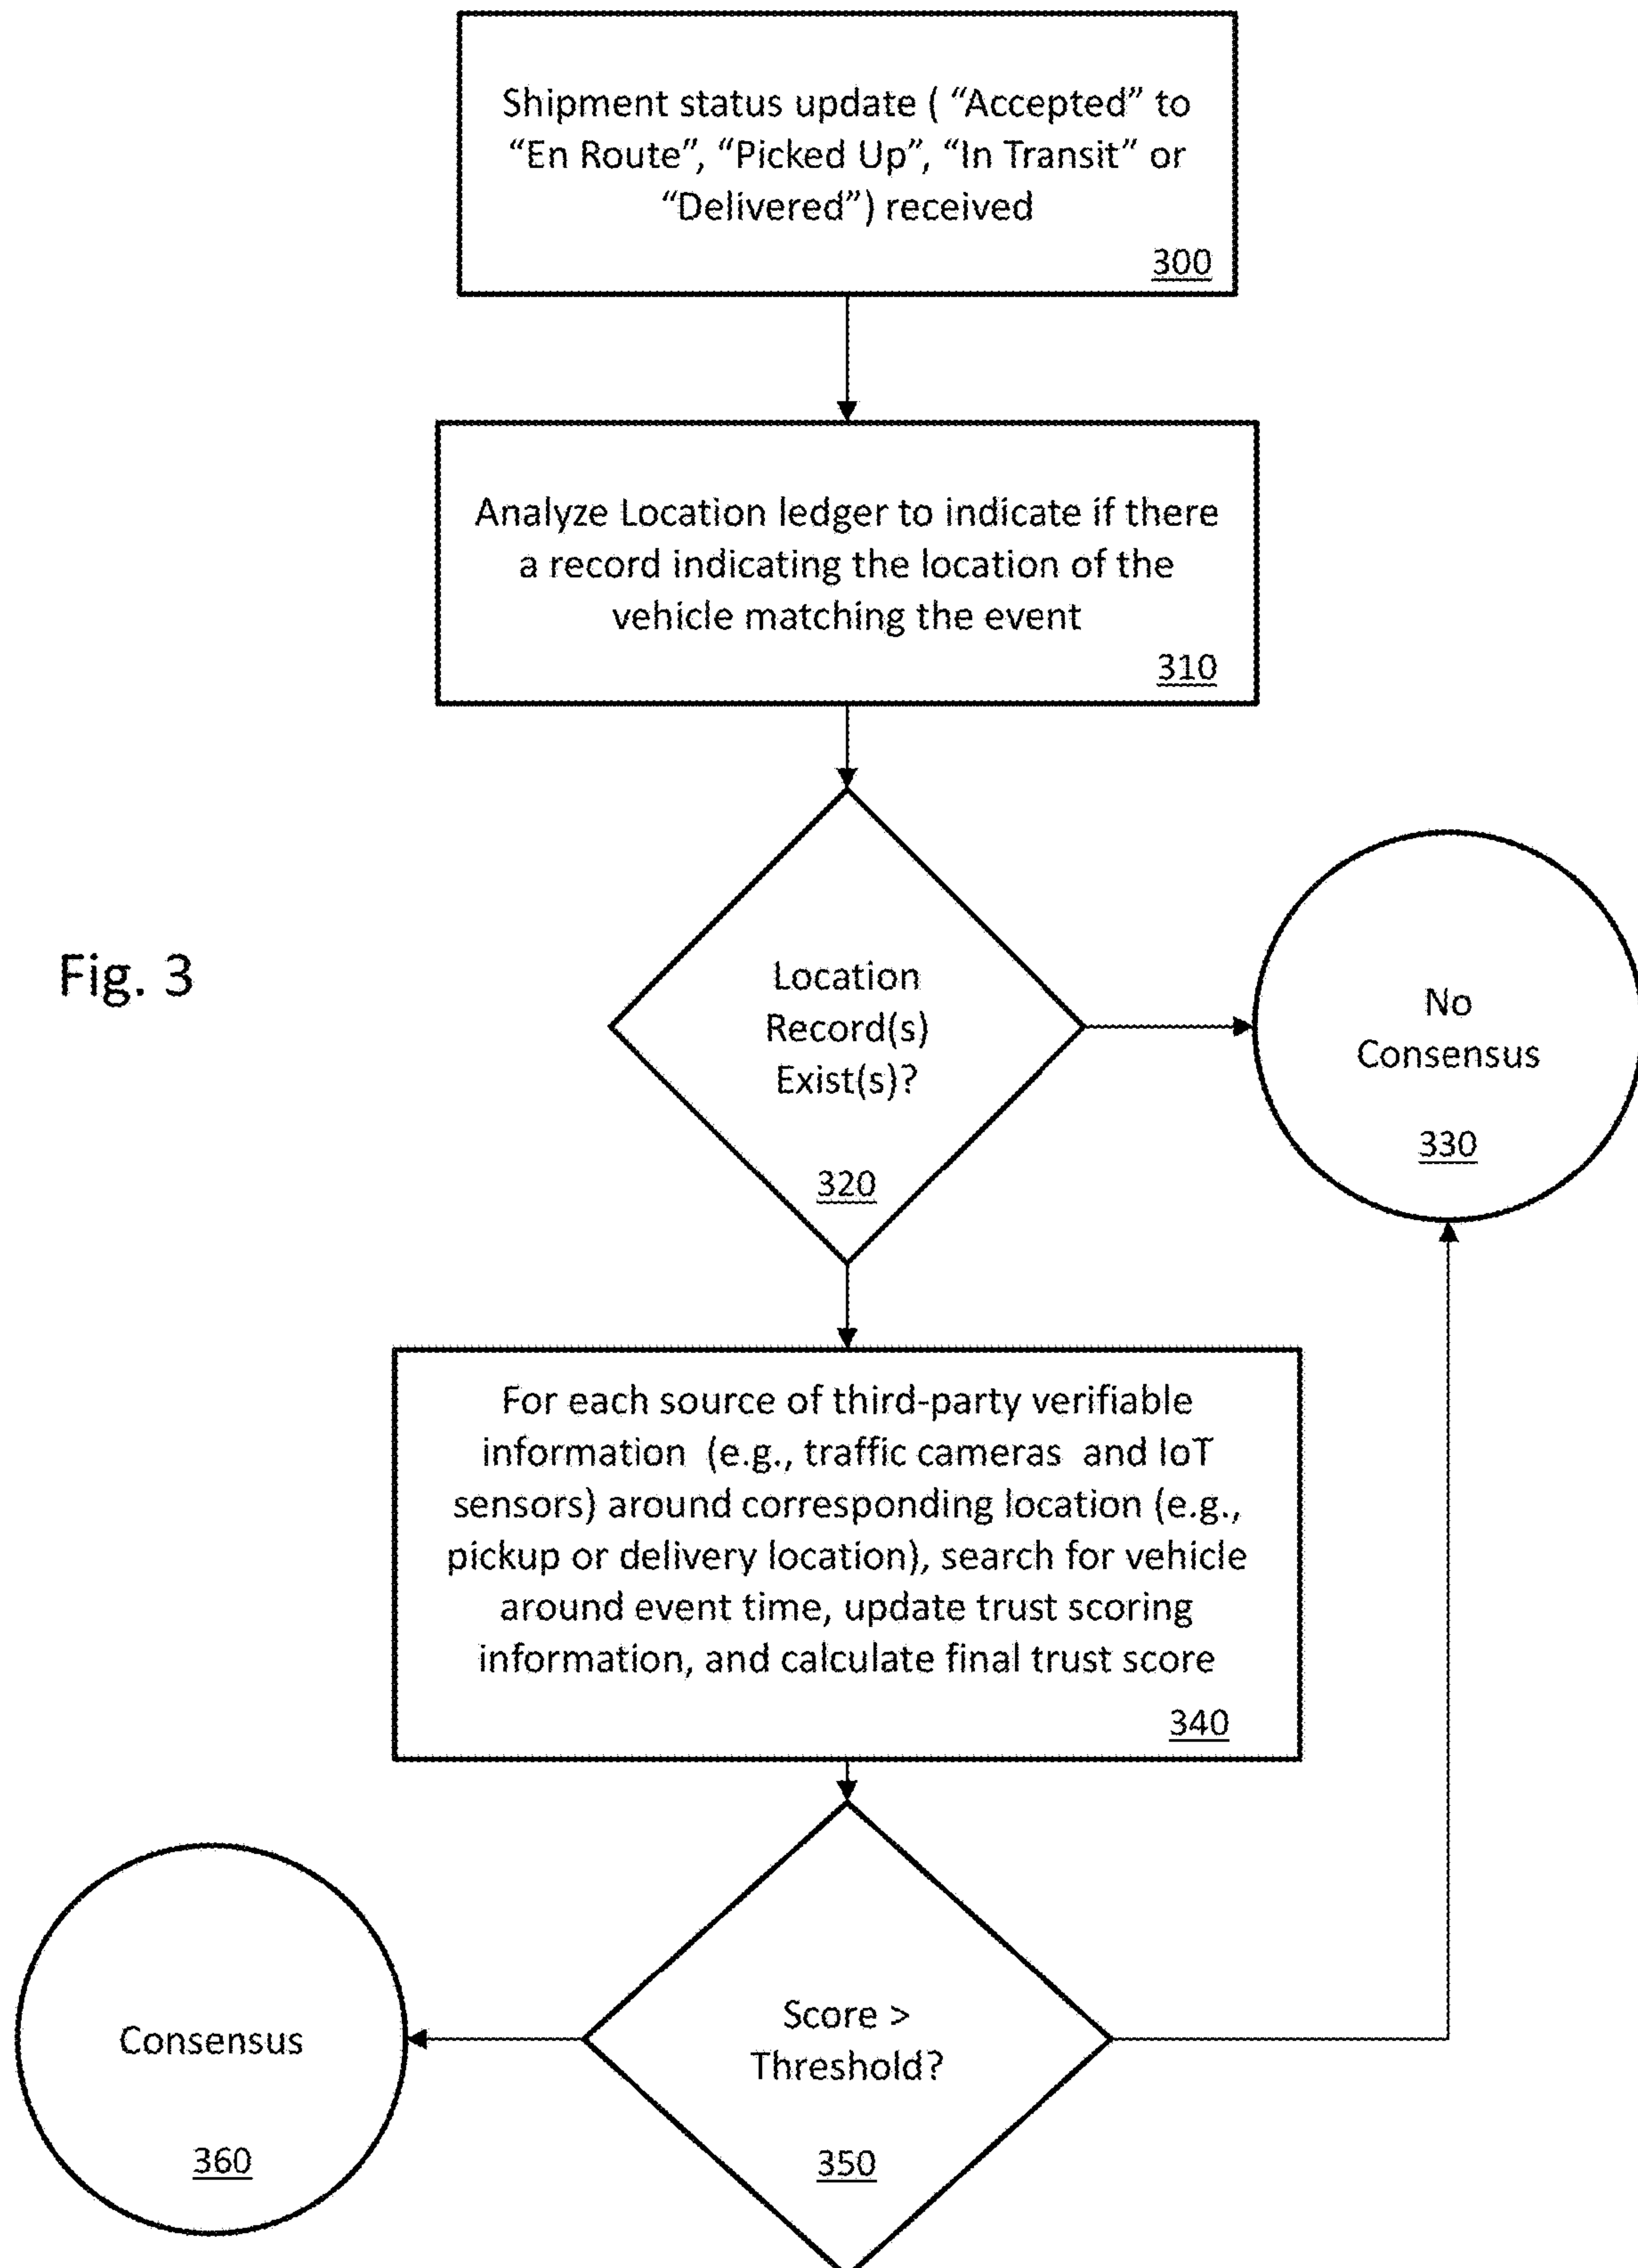 Shipment status update ( “Accepted” to
“En Route”, “Picked Up”, “In Transit” or
“Delivered”) received
300
Analyze Location ledger to indicate if there
a record indicating the location of the
vehicle matching the event
310
Fig. 3
Location
Record(s)
Exist(s)?
320
No
Consensus
330
For each source of third-party verifiable
information (e.g., traffic cameras and IoT
sensors) around corresponding location (e.g.,
pickup or delivery location), search for vehicle
around event time, update trust scoring
information, and calculate final trust score
340
Score >
Threshold?
350
Consensus
360